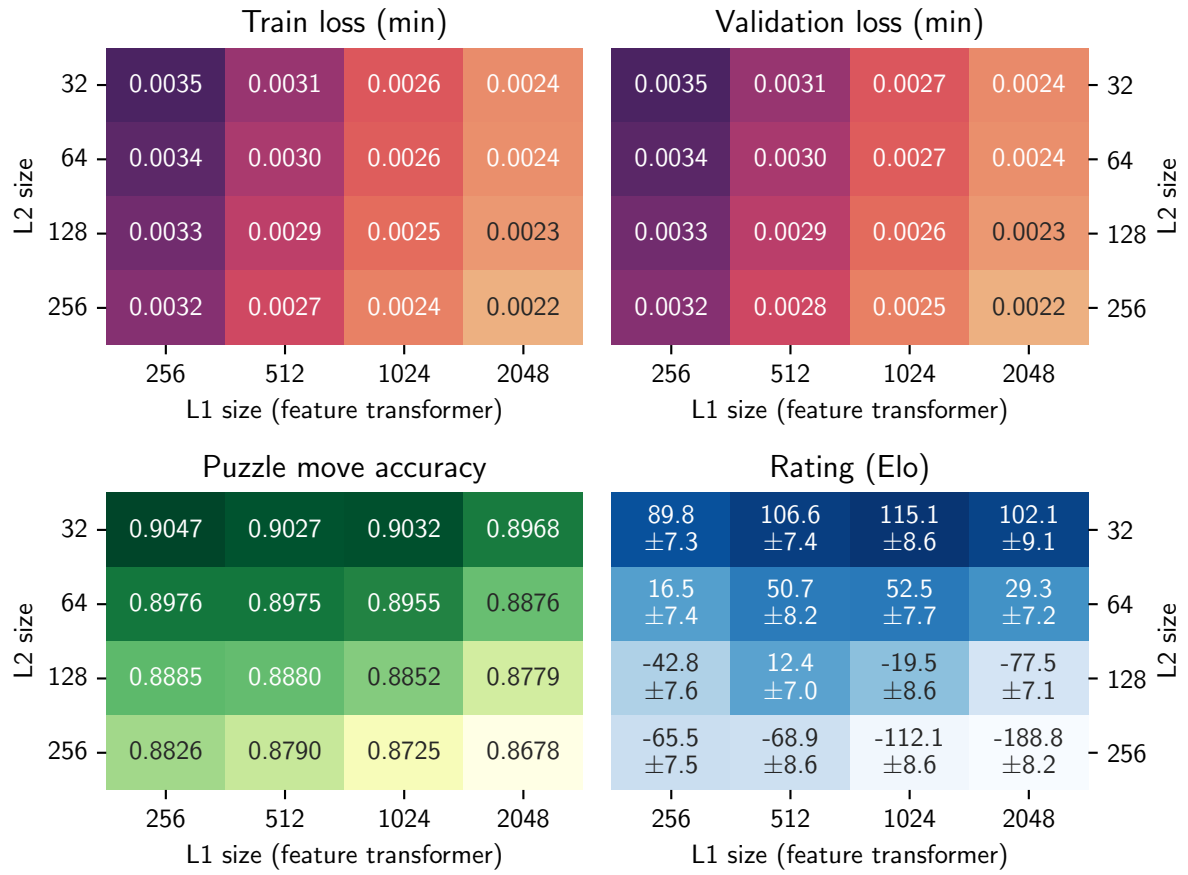 Train loss (min)
Validation loss (min)
L2 size
32 0.0035 0.0031 0.0026 0.0024
64 0.0034 0.0030 0.0026 0.0024
128 0.0033 0.0029 0.0025 0.0023
256 0.0032 0.0027 0.0024 0.0022
256 512 1024 2048
L1 size (feature transformer)
0.0035 0.0031 0.0027 0.0024 32
0.0034 0.0030 0.0027 0.0024 64
0.0033 0.0029 0.0026 0.0023 128
0.0032 0.0028 0.0025 0.0022 256
L2 size
256 512 1024 2048
L1 size (feature transformer)
Puzzle move accuracy
Rating (Elo)
L2 size
32 0.9047 0.9027 0.9032 0.8968
64 0.8976 0.8975 0.8955 0.8876
128 0.8885 0.8880 0.8852 0.8779
256 0.8826 0.8790 0.8725 0.8678
256 512 1024 2048
L1 size (feature transformer)
89.8 106.6 115.1 102.1
±7.3 ±7.4 ±8.6 ±9.1
32
16.5 50.7 52.5 29.3
±7.4 ±8.2 ±7.7 ±7.2
64
-42.8 12.4 -19.5 -77.5
±7.6 ±7.0 ±8.6 ±7.1
128
-65.5 -68.9 -112.1 -188.8
±7.5 ±8.6 ±8.6 ±8.2
256
L2 size
256 512 1024 2048
L1 size (feature transformer)